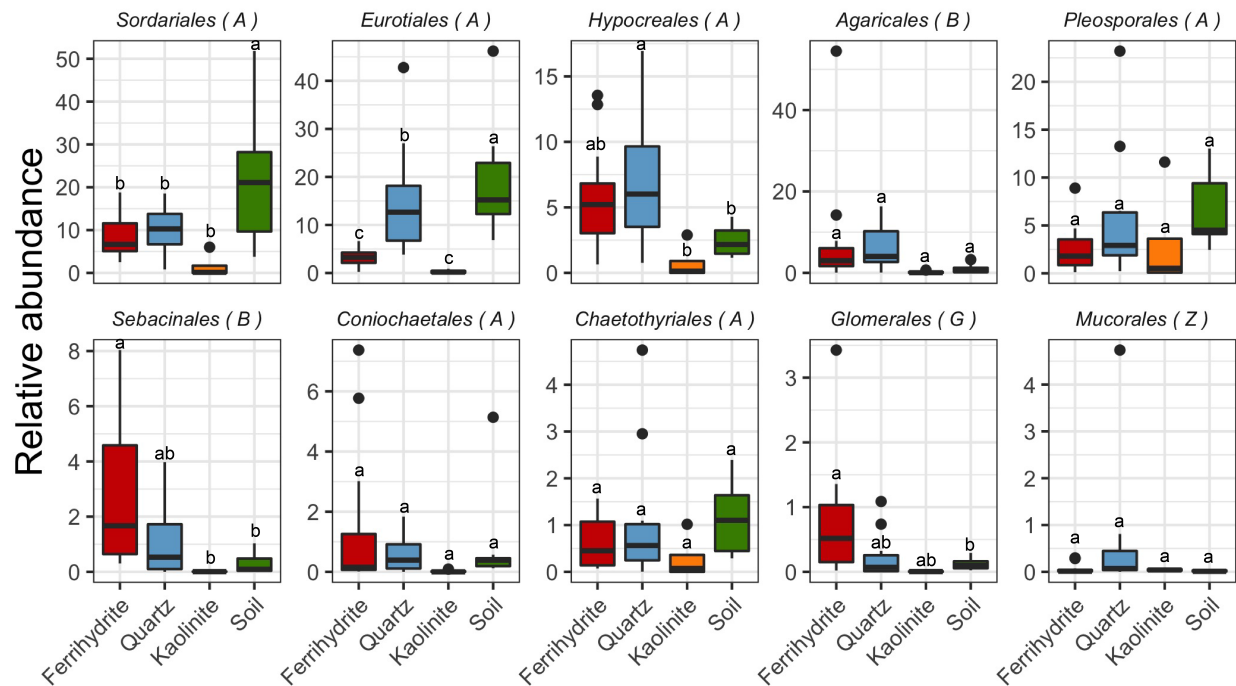 Relative abundance
Sordariales ( A )
50
40
30
20
10
0
b
b
b
a
Eurotiales ( A )
40
30
20
10
0
c
b
c
a
Hypocreales ( A )
15
10
5
0
ab
a
b
b
Agaricales ( B )
40
20
0
a
a
a
a
Pleosporales ( A )
20
15
10
5
0
a
a
a
a
Sebacinales ( B )
8
6
4
2
0
a
ab
b
b
Ferrihydrite
Quartz
Kaolinite
Soil
Coniochaetales ( A )
6
4
2
0
a
a
a
a
Ferrihydrite
Quartz
Kaolinite
Soil
Chaetothyriales ( A )
4
3
2
1
0
a
a
a
a
Ferrihydrite
Quartz
Kaolinite
Soil
Glomerales ( G )
3
2
1
0
a
ab
ab
b
Ferrihydrite
Quartz
Kaolinite
Soil
Mucorales ( Z )
4
3
2
1
0
a
a
a
a
Ferrihydrite
Quartz
Kaolinite
Soil